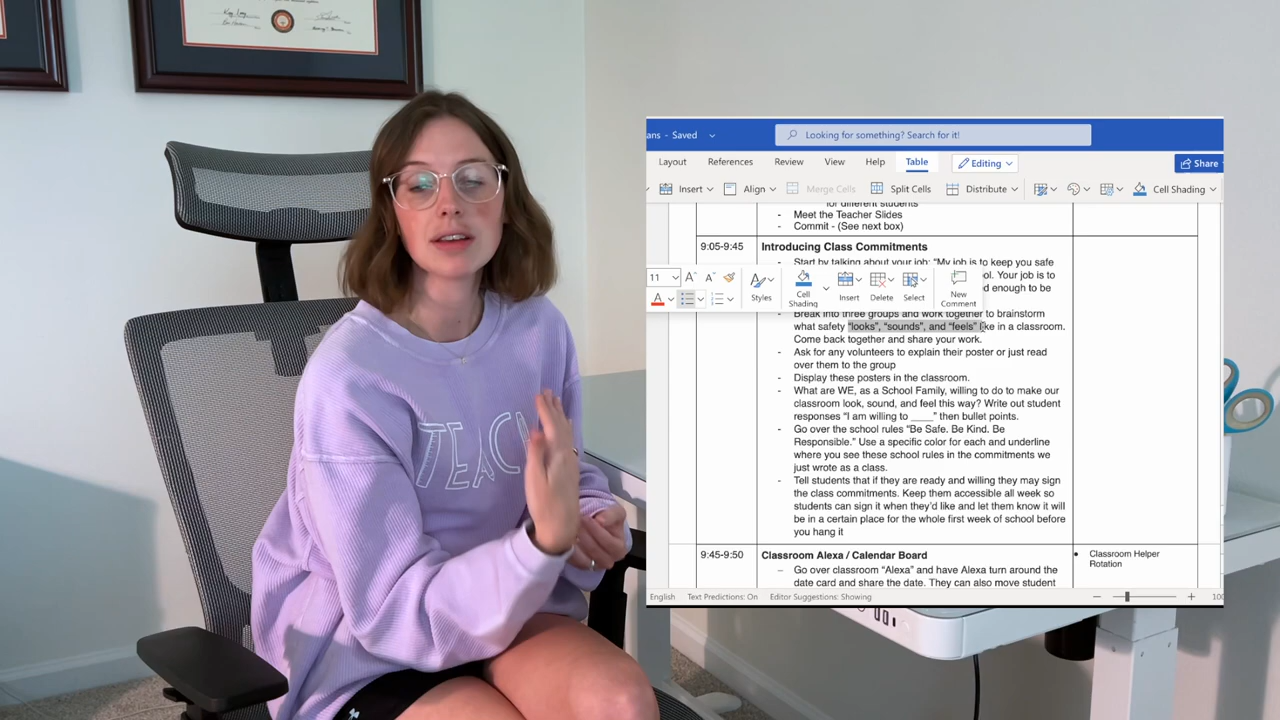 TEAC
ans - Saved
Looking for something? Search for it!
Layout References Review View Help Table Editing Share
Insert Align Merge Cells Split Cells Distribute Cell Shading
for different students
- Meet the Teacher Slides
- Commit - (See next box)
9:05-9:45 Introducing Class Commitments
- Start by talking about your job: “My job is to keep you safe
ol. Your job is to
11 A A
d enough to be
A Styles Cell Shading Insert Delete Select New Comment
Break into three groups and work together to brainstorm
what safety “looks”, “sounds”, and “feels” like in a classroom.
Come back together and share your work.
- Ask for any volunteers to explain their poster or just read
over them to the group
- Display these posters in the classroom.
- What are WE, as a School Family, willing to do to make our
classroom look, sound, and feel this way? Write out student
responses “I am willing to ____” then bullet points.
- Go over the school rules “Be Safe. Be Kind. Be
Responsible.” Use a specific color for each and underline
where you see these school rules in the commitments we
just wrote as a class.
- Tell students that if they are ready and willing they may sign
the class commitments. Keep them accessible all week so
students can sign it when they’d like and let them know it will
be in a certain place for the whole first week of school before
you hang it
9:45-9:50 Classroom Alexa / Calendar Board
• Classroom Helper
Rotation
– Go over classroom “Alexa” and have Alexa turn around the
date card and share the date. They can also move student
English Text Predictions: On Editor Suggestions: Showing − + 100